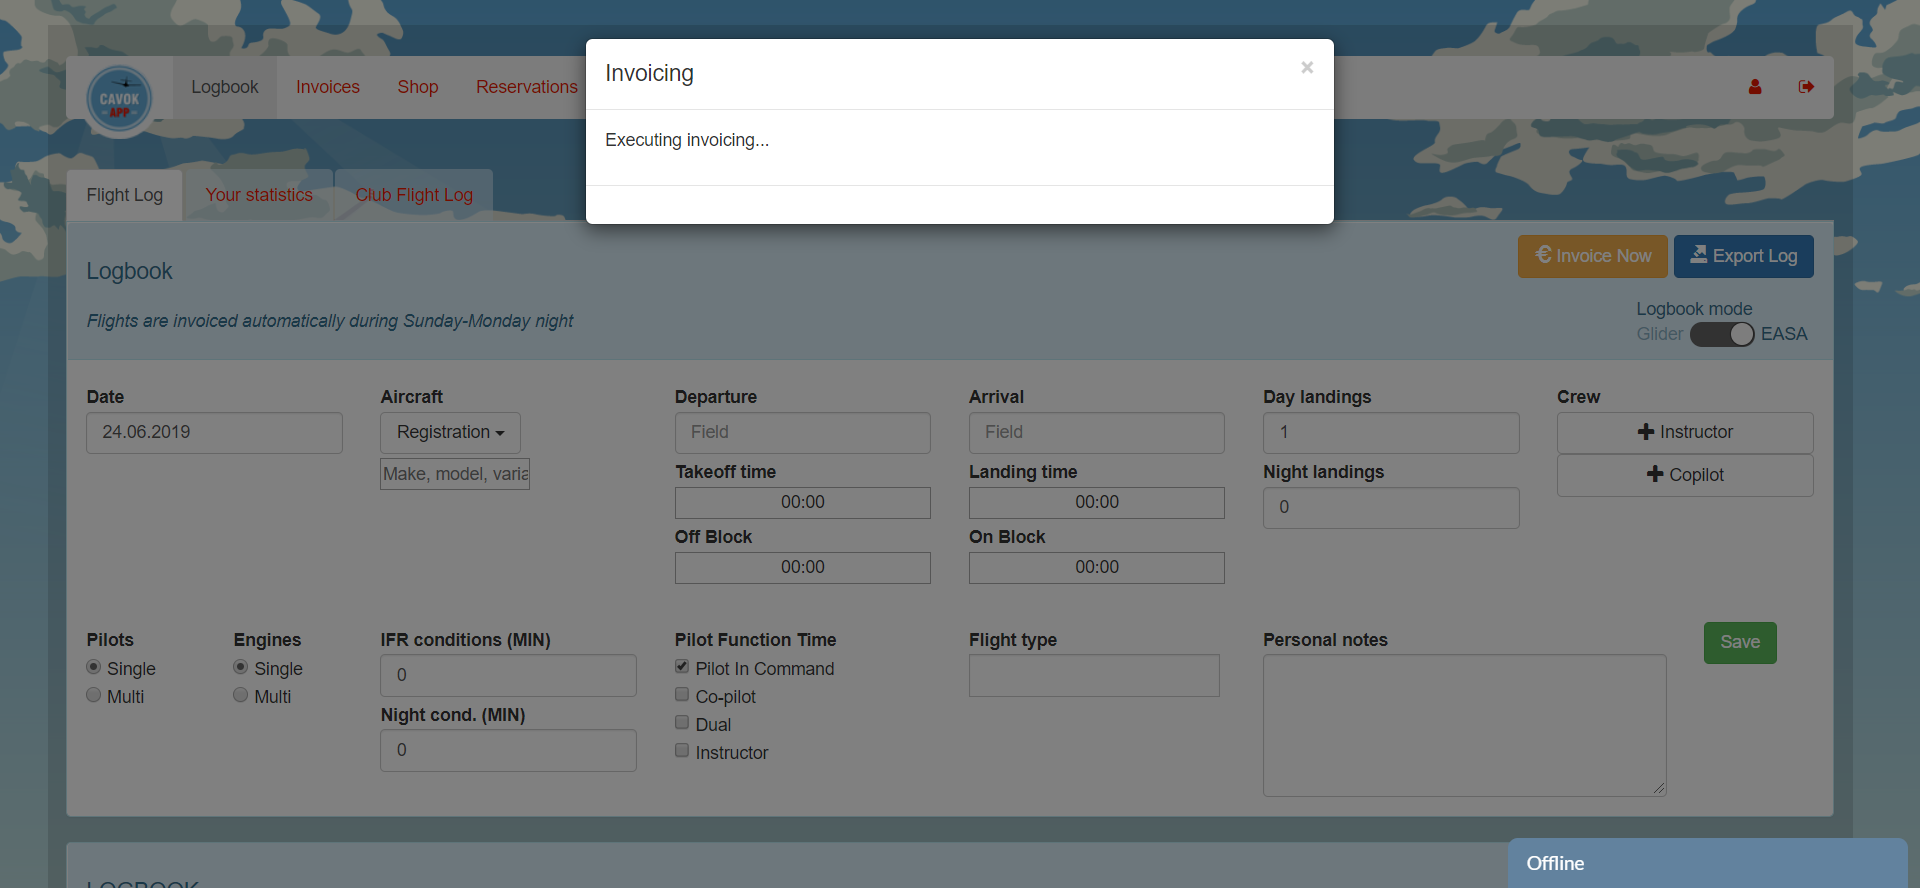 Invoicing
×
Executing invoicing...
CAVOK
APP
Logbook
Invoices
Shop
Reservations
Flight Log
Your statistics
Club Flight Log
Logbook
Flights are invoiced automatically during Sunday-Monday night
€ Invoice Now
Export Log
Logbook mode
Glider
EASA
Date
24.06.2019
Aircraft
Registration
Make, model, varia
Departure
Field
Takeoff time
00:00
Off Block
00:00
Arrival
Field
Landing time
00:00
On Block
00:00
Day landings
1
Night landings
0
Crew
Instructor
Copilot
Pilots
Single
Multi
Engines
Single
Multi
IFR conditions (MIN)
0
Night cond. (MIN)
0
Pilot Function Time
Pilot In Command
Co-pilot
Dual
Instructor
Flight type
Personal notes
Save
LOGBOOK
Offline